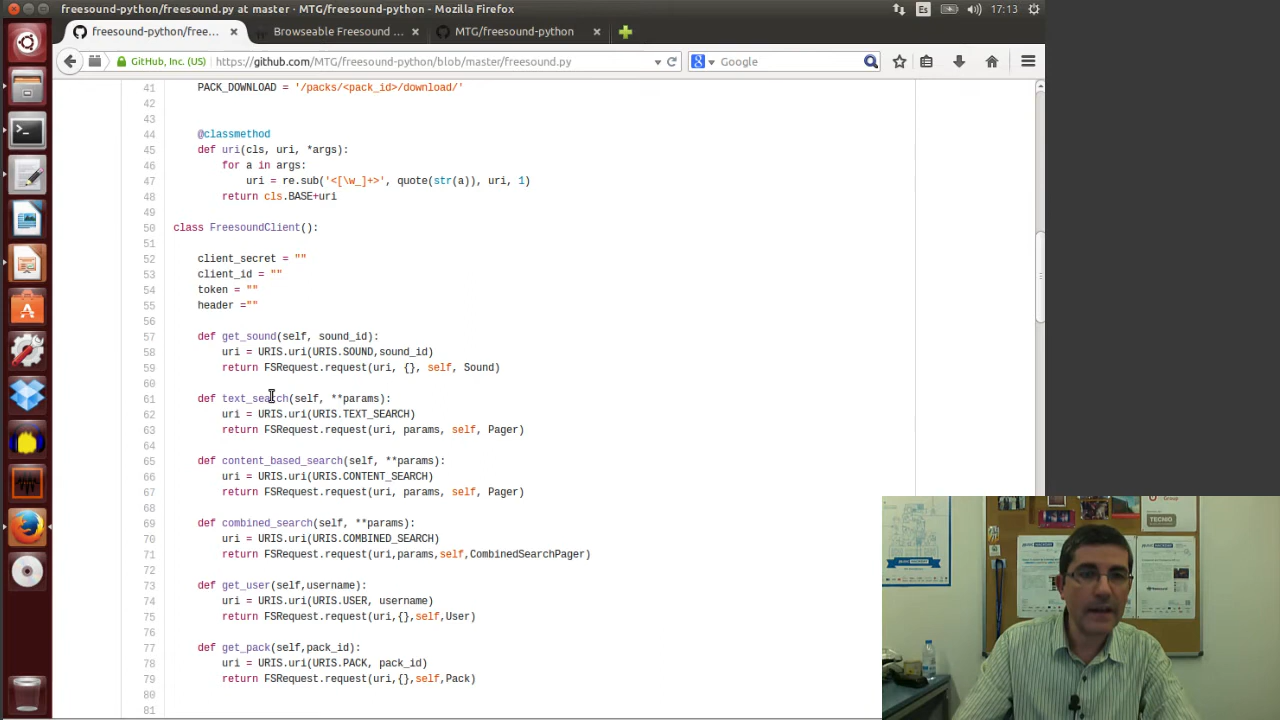 freesound-python/freesound.py at master - MTG/freesound-python - Mozilla Firefox
Es
17:13
freesound-python/free...
Browseable Freesound ...
MTG/freesound-python
GitHub, Inc. (US)
https://github.com/MTG/freesound-python/blob/master/freesound.py
Google
41 PACK_DOWNLOAD = '/packs/<pack_id>/download/'
42
43
44 @classmethod
45 def uri(cls, uri, *args):
46 for a in args:
47 uri = re.sub('<[\w_]+>', quote(str(a)), uri, 1)
48 return cls.BASE+uri
49
50 class FreesoundClient():
51
52 client_secret = ""
53 client_id = ""
54 token = ""
55 header =""
56
57 def get_sound(self, sound_id):
58 uri = URIS.uri(URIS.SOUND,sound_id)
59 return FSRequest.request(uri, {}, self, Sound)
60
61 def text_search(self, **params):
62 uri = URIS.uri(URIS.TEXT_SEARCH)
63 return FSRequest.request(uri, params, self, Pager)
64
65 def content_based_search(self, **params):
66 uri = URIS.uri(URIS.CONTENT_SEARCH)
67 return FSRequest.request(uri, params, self, Pager)
68
69 def combined_search(self, **params):
70 uri = URIS.uri(URIS.COMBINED_SEARCH)
71 return FSRequest.request(uri,params,self,CombinedSearchPager)
72
73 def get_user(self,username):
74 uri = URIS.uri(URIS.USER, username)
75 return FSRequest.request(uri,{},self,User)
76
77 def get_pack(self,pack_id):
78 uri = URIS.uri(URIS.PACK, pack_id)
79 return FSRequest.request(uri,{},self,Pack)
80
81
Group
TECNIO